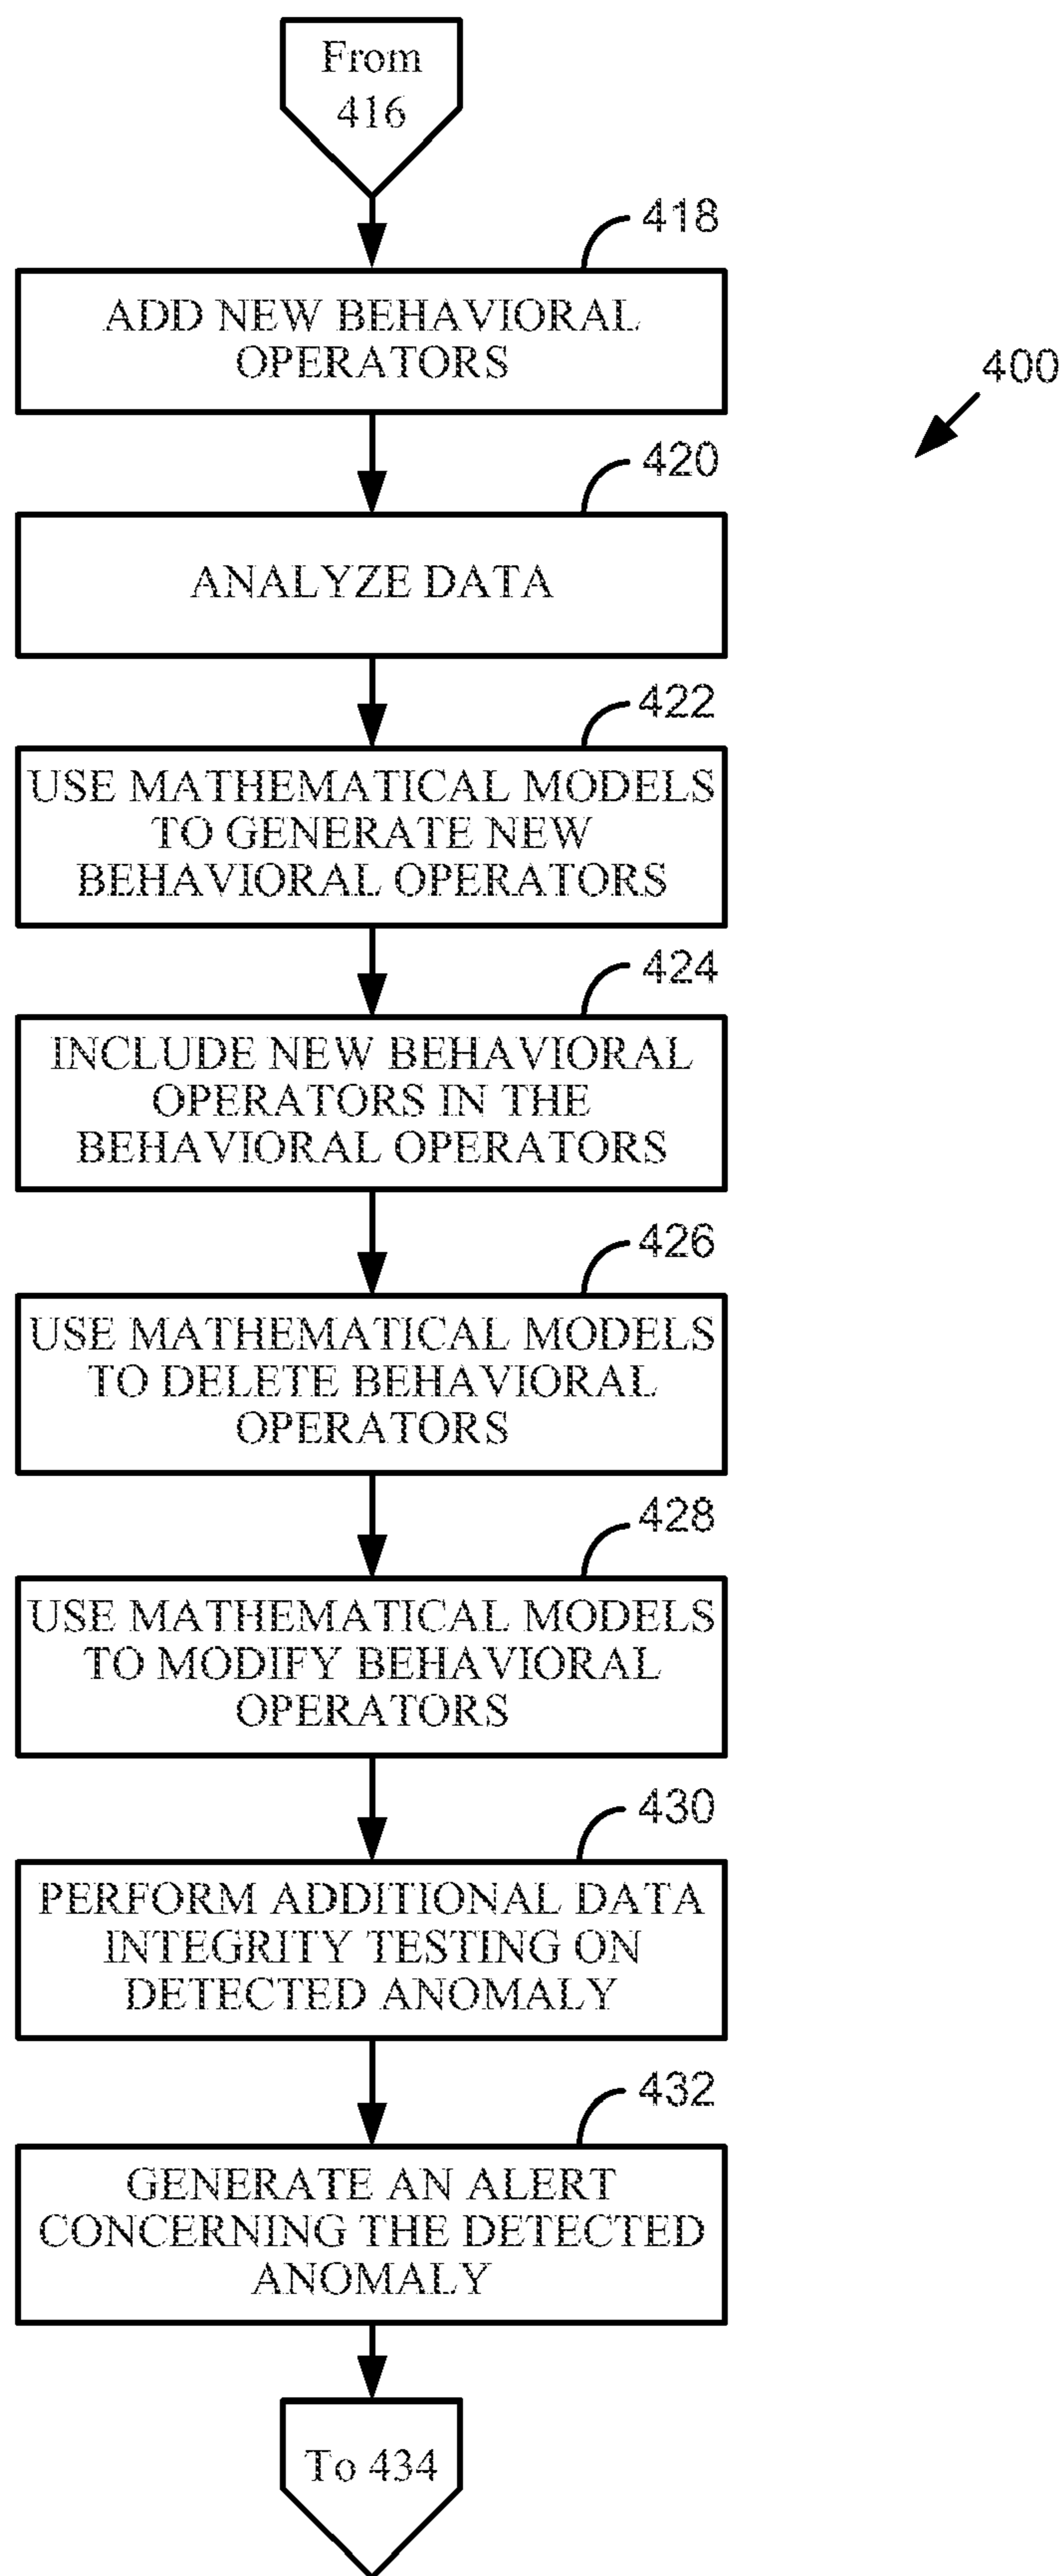 From
416
418
ADD NEW BEHAVIORAL
OPERATORS
400
420
ANALYZE DATA
422
USE MATHEMATICAL MODELS
TO GENERATE NEW
BEHAVIORAL OPERATORS
424
INCLUDE NEW BEHAVIORAL
OPERATORS IN THE
BEHAVIORAL OPERATORS
426
USE MATHEMATICAL MODELS
TO DELETE BEHAVIORAL
OPERATORS
428
USE MATHEMATICAL MODELS
TO MODIFY BEHAVIORAL
OPERATORS
430
PERFORM ADDITIONAL DATA
INTEGRITY TESTING ON
DETECTED ANOMALY
432
GENERATE AN ALERT
CONCERNING THE DETECTED
ANOMALY
To 434